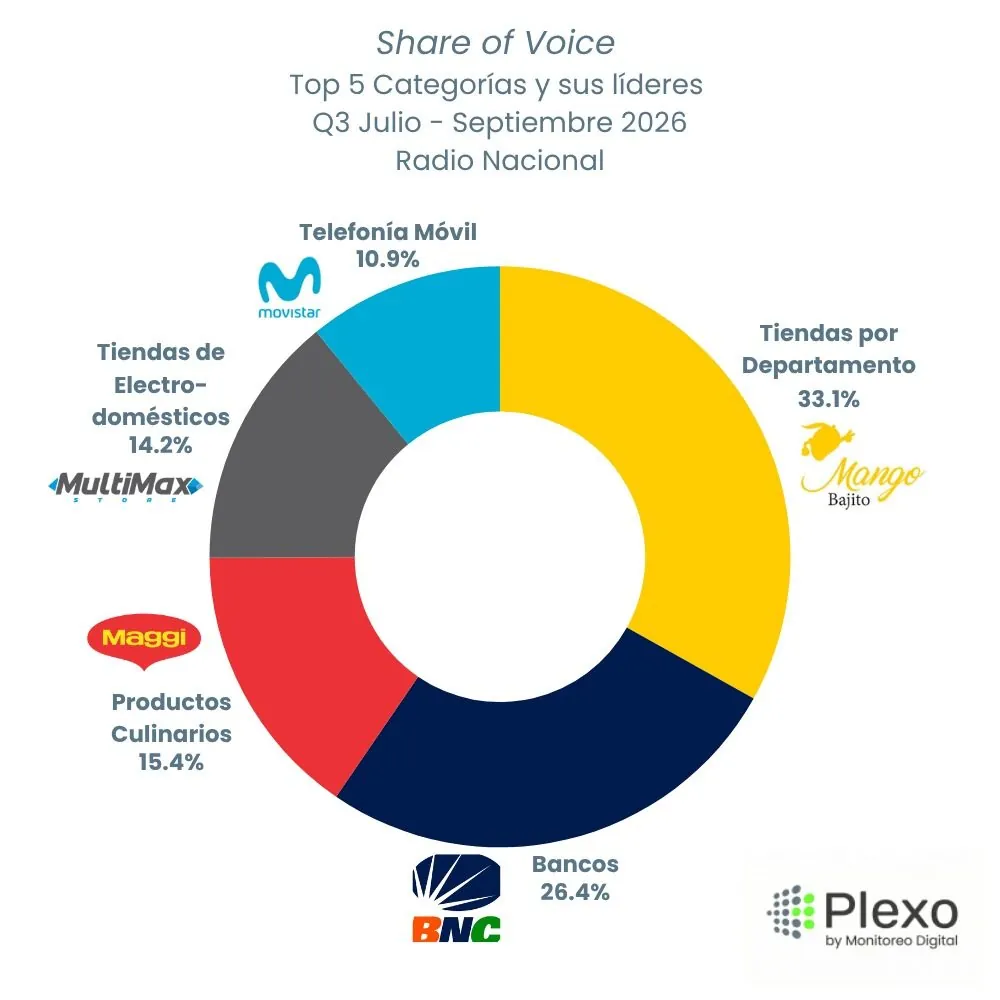 Share of Voice
Top 5 Categorías y sus líderes
Q3 Julio - Septiembre 2026
Radio Nacional
Telefonía Móvil
10.9%
movistar
Tiendas por
Departamento
33.1%
Mango
Bajito
Tiendas de
Electro-
domésticos
14.2%
MultiMax
STORE
Maggi
Productos
Culinarios
15.4%
Bancos
26.4%
BNC
Plexo
by Monitoreo Digital